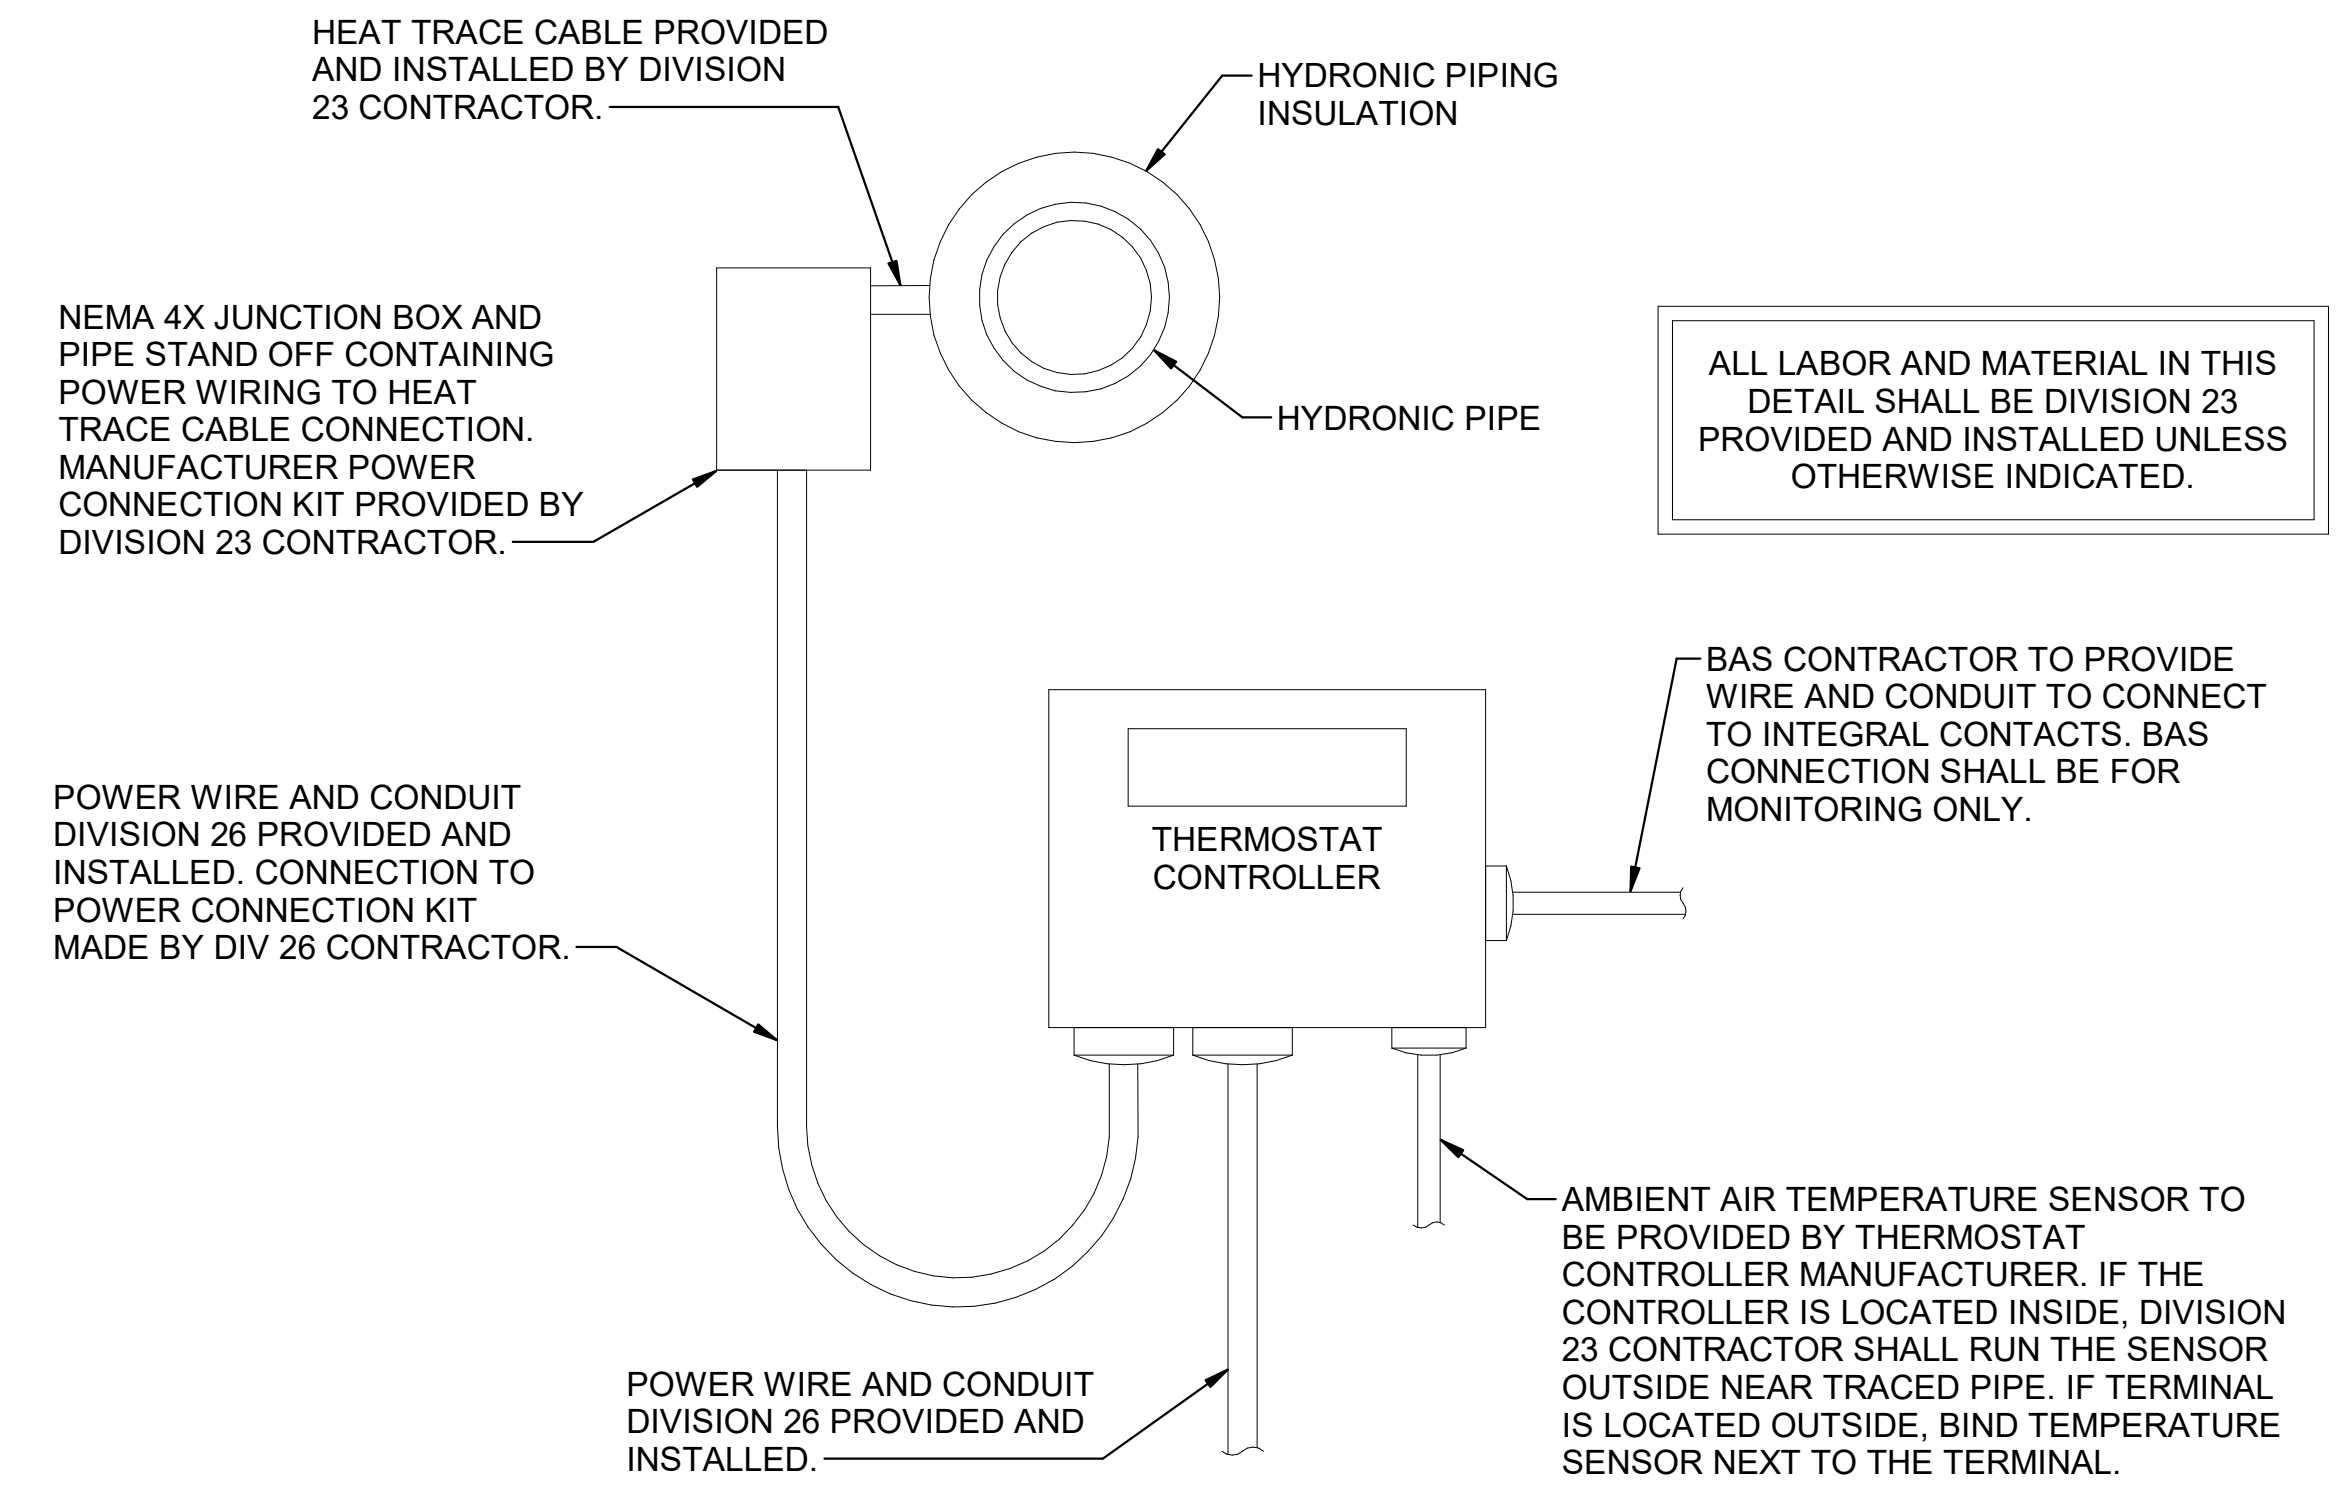 HEAT TRACE CABLE PROVIDED
AND INSTALLED BY DIVISION
23 CONTRACTOR.
HYDRONIC PIPING
INSULATION
NEMA 4X JUNCTION BOX AND
PIPE STAND OFF CONTAINING
POWER WIRING TO HEAT
TRACE CABLE CONNECTION.
MANUFACTURER POWER
CONNECTION KIT PROVIDED BY
DIVISION 23 CONTRACTOR.
HYDRONIC PIPE
ALL LABOR AND MATERIAL IN THIS
DETAIL SHALL BE DIVISION 23
PROVIDED AND INSTALLED UNLESS
OTHERWISE INDICATED.
BAS CONTRACTOR TO PROVIDE
WIRE AND CONDUIT TO CONNECT
TO INTEGRAL CONTACTS. BAS
CONNECTION SHALL BE FOR
MONITORING ONLY.
POWER WIRE AND CONDUIT
DIVISION 26 PROVIDED AND
INSTALLED. CONNECTION TO
POWER CONNECTION KIT
MADE BY DIV 26 CONTRACTOR.
THERMOSTAT
CONTROLLER
AMBIENT AIR TEMPERATURE SENSOR TO
BE PROVIDED BY THERMOSTAT
CONTROLLER MANUFACTURER. IF THE
CONTROLLER IS LOCATED INSIDE, DIVISION
23 CONTRACTOR SHALL RUN THE SENSOR
OUTSIDE NEAR TRACED PIPE. IF TERMINAL
IS LOCATED OUTSIDE, BIND TEMPERATURE
SENSOR NEXT TO THE TERMINAL.
POWER WIRE AND CONDUIT
DIVISION 26 PROVIDED AND
INSTALLED.